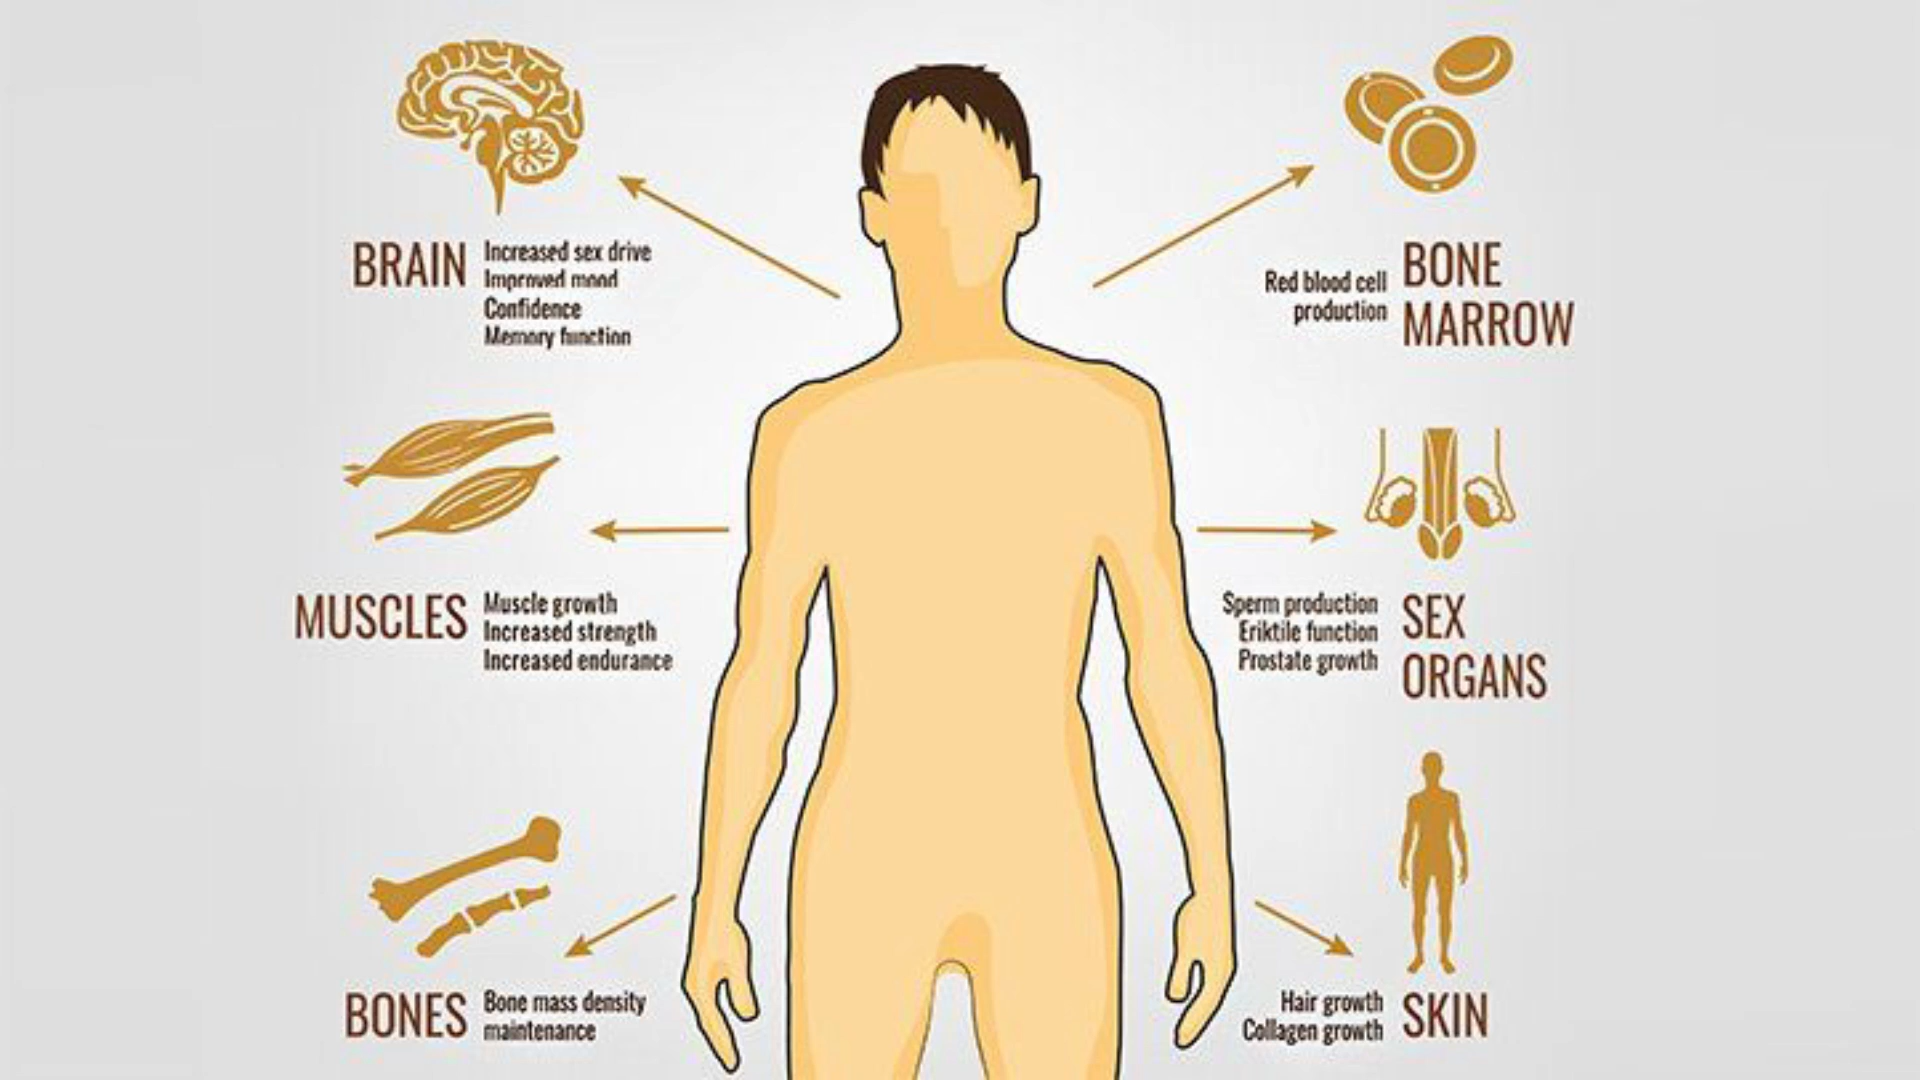 BRAIN
Increased sex drive
Improved mood
Confidence
Memory function
BONE
MARROW
Red blood cell
production
MUSCLES
Muscle growth
Increased strength
Increased endurance
SEX
ORGANS
Sperm production
Eriktile function
Prostate growth
BONES
Bone mass density
maintenance
SKIN
Hair growth
Collagen growth